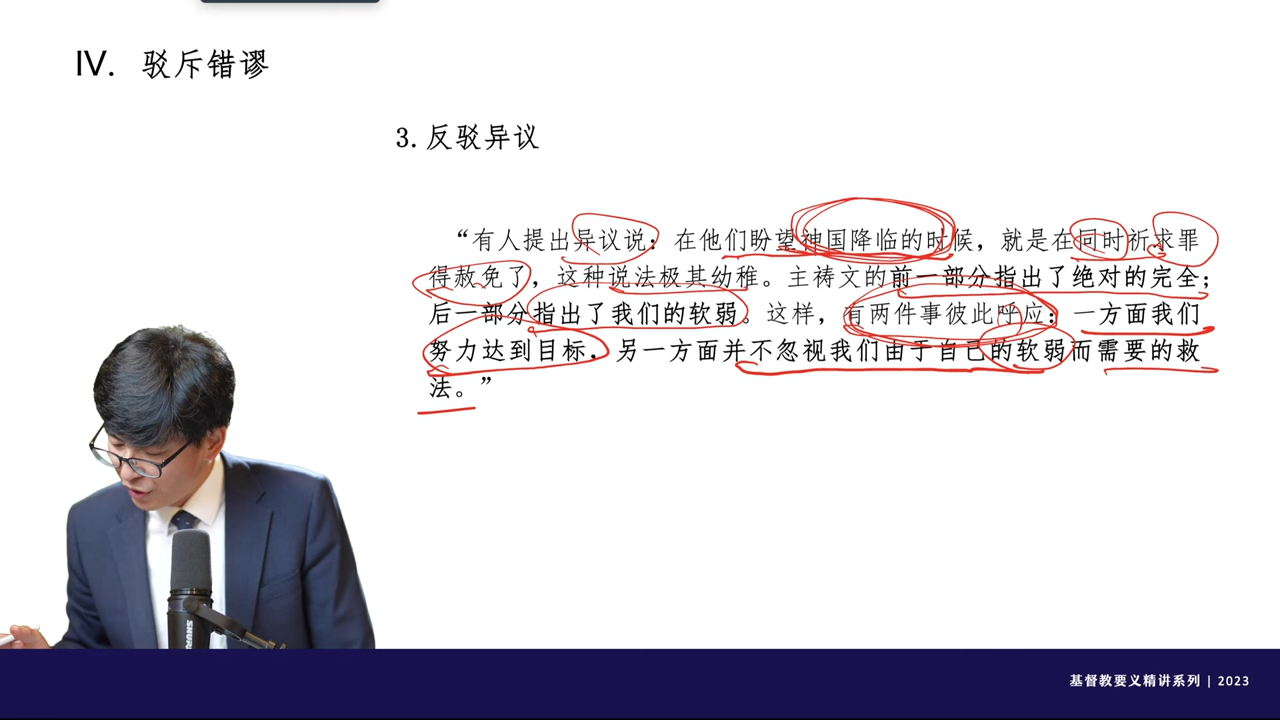 IV. 驳斥错谬
3. 反驳异议
“有人提出异议说：在他们盼望神国降临的时候，就是在同时祈求罪
得赦免了，这种说法极其幼稚。主祷文的前一部分指出了绝对的完全；
后一部分指出了我们的软弱。这样，有两件事彼此呼应：一方面我们
努力达到目标，另一方面并不忽视我们由于自己的软弱而需要的救
法。”
SHURE
基督教要义精讲系列 | 2023